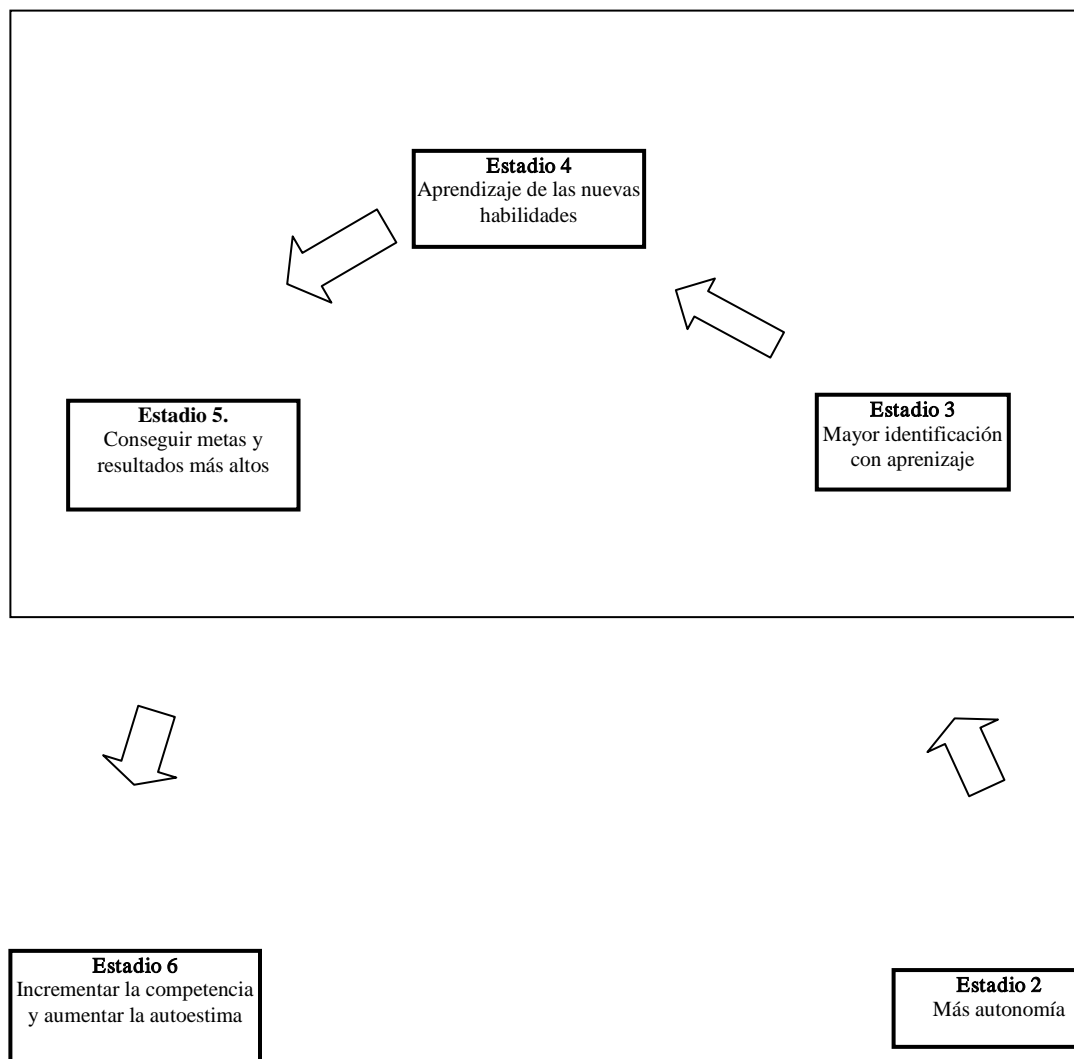 Estadio 4
Aprendizaje de las nuevas
habilidades
Estadio 5.
Conseguir metas y
resultados más altos
Estadio 3
Mayor identificación
con aprenizaje
Estadio 6
Incrementar la competencia
y aumentar la autoestima
Estadio 2
Más autonomía